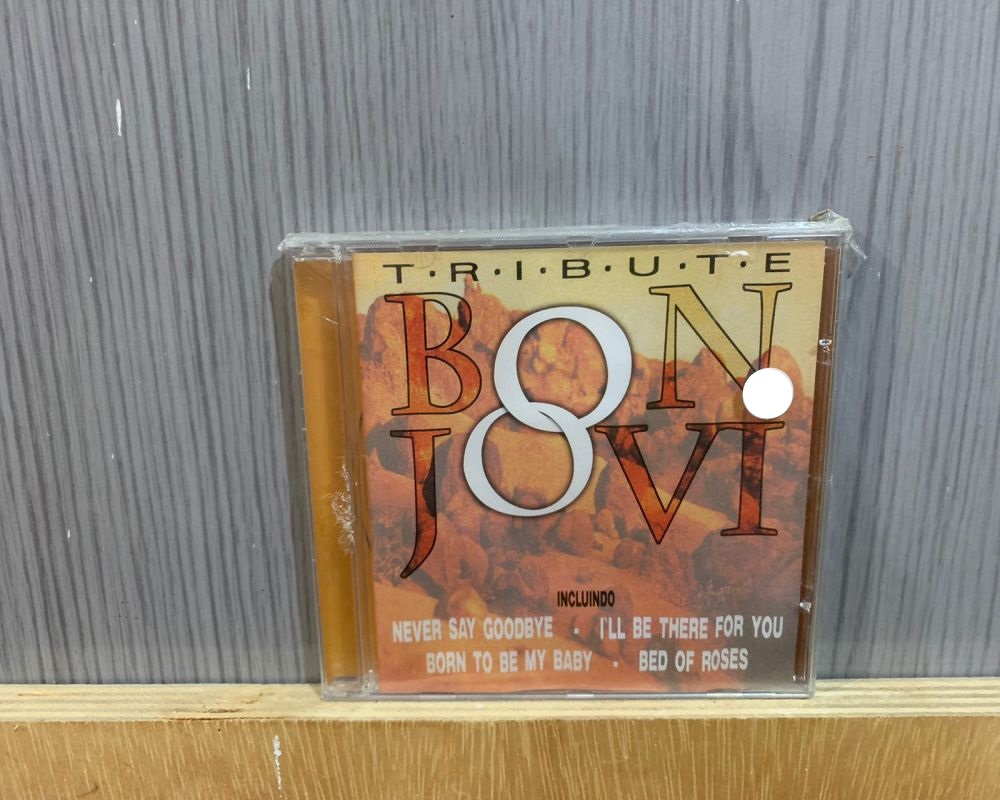 T·R·I·B·U·T·E
BON
JOVI
INCLUINDO
NEVER SAY GOODBYE - I'LL BE THERE FOR YOU
BORN TO BE MY BABY - BED OF ROSES